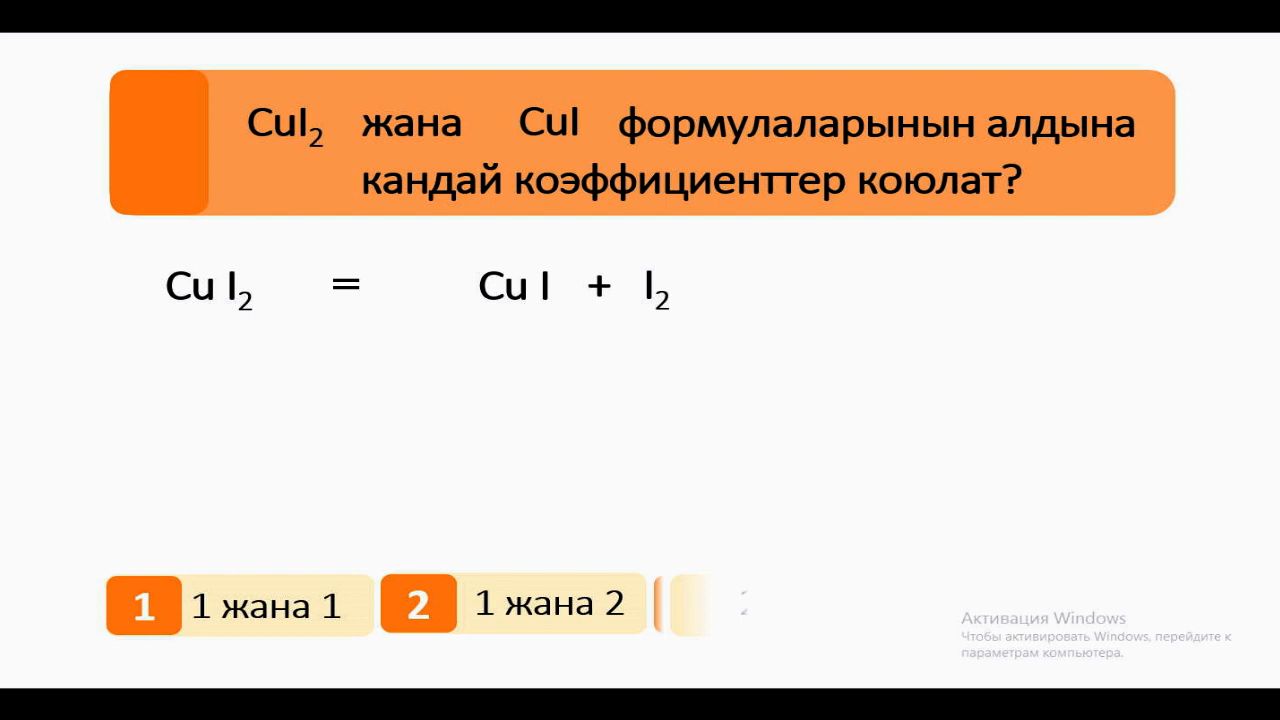 CuI₂ жана CuI формулаларынын алдына
кандай коэффициенттер коюлат?
Cu I₂ = Cu I + I₂
1 1 жана 1 2 1 жана 2
Активация Windows
Чтобы активировать Windows, перейдите к
параметрам компьютера.